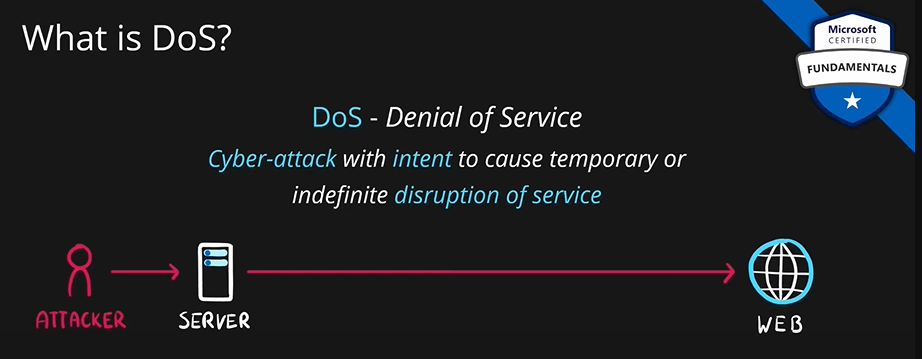 What is DoS?
Microsoft
CERTIFIED
FUNDAMENTALS
DoS - Denial of Service
Cyber-attack with intent to cause temporary or
indefinite disruption of service
ATTACKER
SERVER
WEB